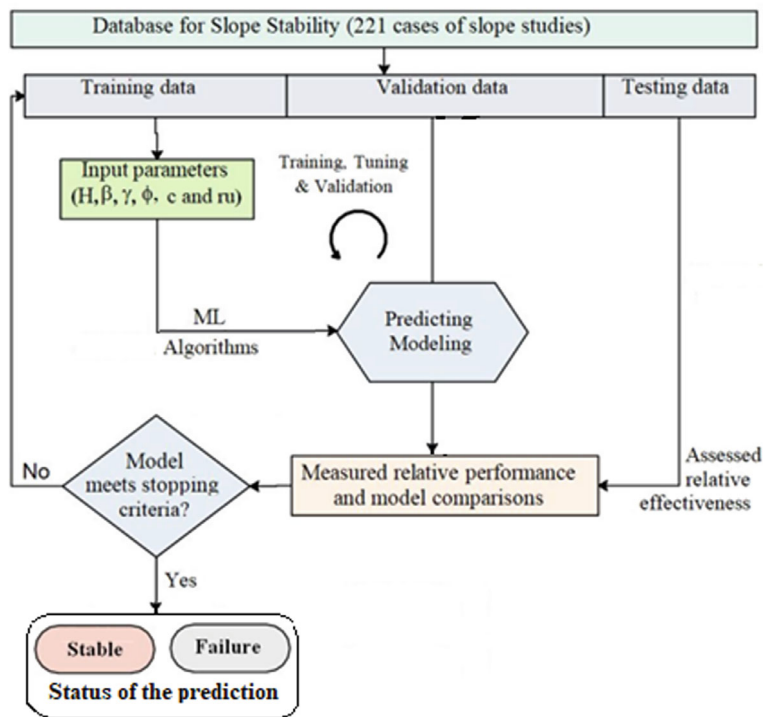 Database for Slope Stability (221 cases of slope studies)
Training data
Validation data
Testing data
Input parameters
(H,β, γ, ϕ, c and ru)
Training, Tuning
& Validation
ML
Algorithms
Predicting
Modeling
No
Model
meets stopping
criteria?
Measured relative performance
and model comparisons
Assessed
relative
effectiveness
Yes
Stable
Failure
Status of the prediction